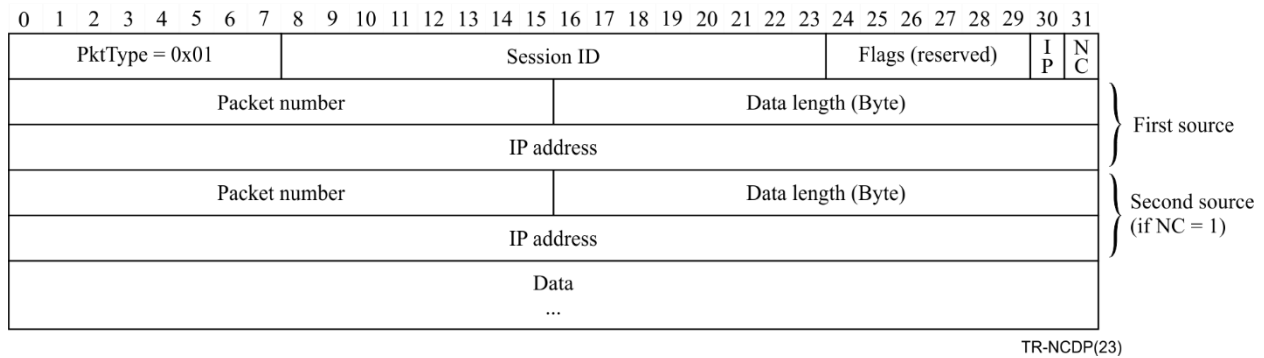 0 1 2 3 4 5 6 7 8 9 10 11 12 13 14 15 16 17 18 19 20 21 22 23 24 25 26 27 28 29 30 31
PktType = 0x01 Session ID Flags (reserved) IP NC
Packet number Data length (Byte)
First source
IP address
Packet number Data length (Byte)
Second source
(if NC = 1)
IP address
Data
...
TR-NCDP(23)